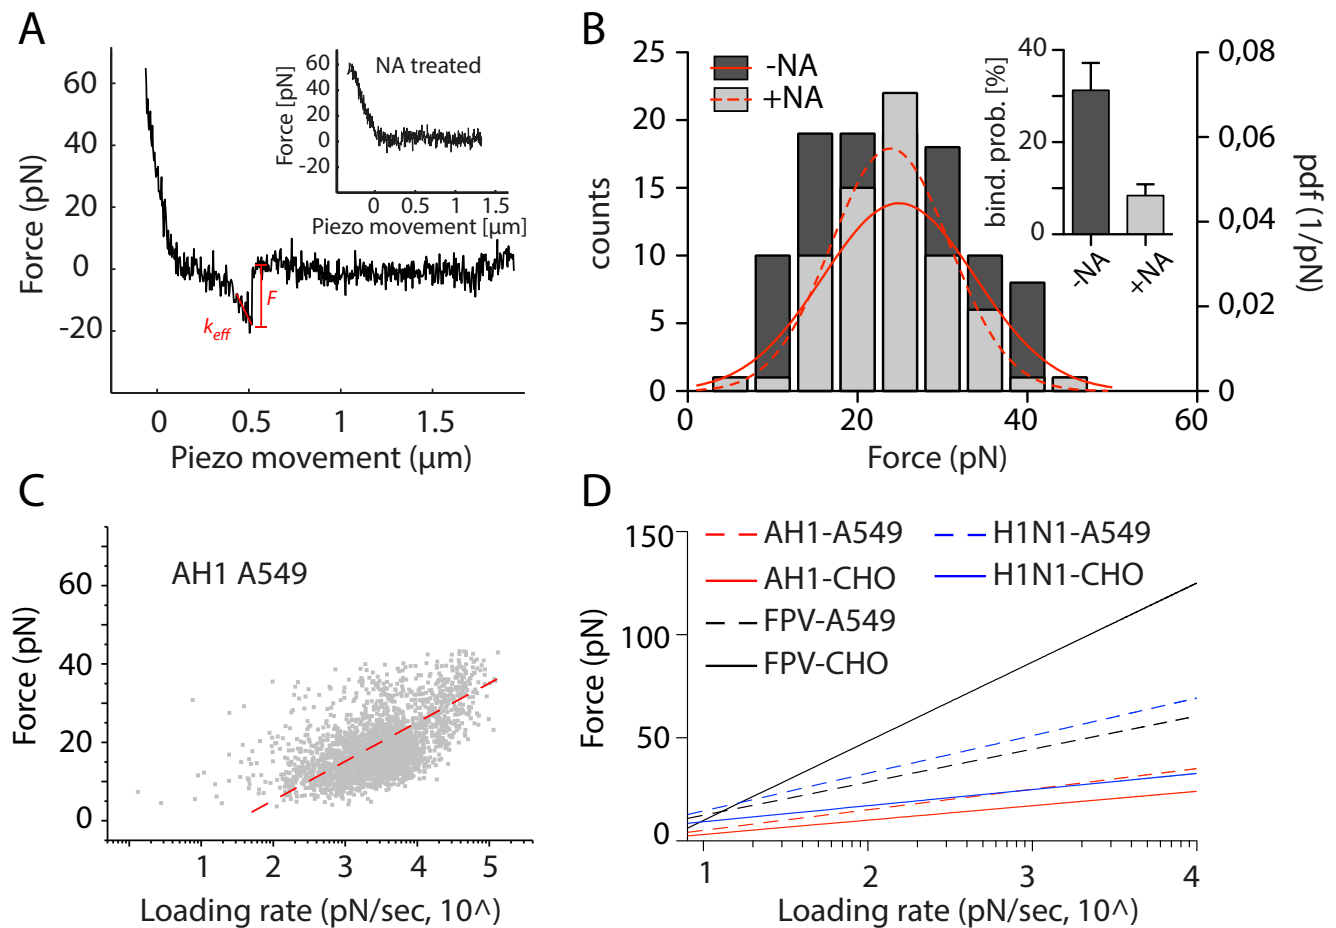 A
Force (pN)
60
40
20
0
-20
0
0.5
1
1.5
Piezo movement (µm)
keff
F
NA treated
Force [pN]
60
40
20
0
-20
0
0.5
1
1.5
Piezo movement [µm]
B
counts
25
20
15
10
5
0
-NA
+NA
0
20
40
60
Force (pN)
0,08
0,06
0,04
0,02
0
pdf (1/pN)
bind. prob. [%]
40
20
0
-NA
+NA
C
AH1 A549
Force (pN)
60
40
20
0
1
2
3
4
5
Loading rate (pN/sec, 10^)
D
Force (pN)
150
100
50
0
AH1-A549
AH1-CHO
FPV-A549
FPV-CHO
H1N1-A549
H1N1-CHO
1
2
3
4
Loading rate (pN/sec, 10^)